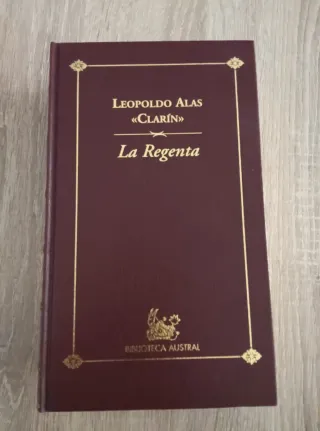 LEOPOLDO ALAS
«CLARÍN»
La Regenta
BIBLIOTECA AUSTRAL